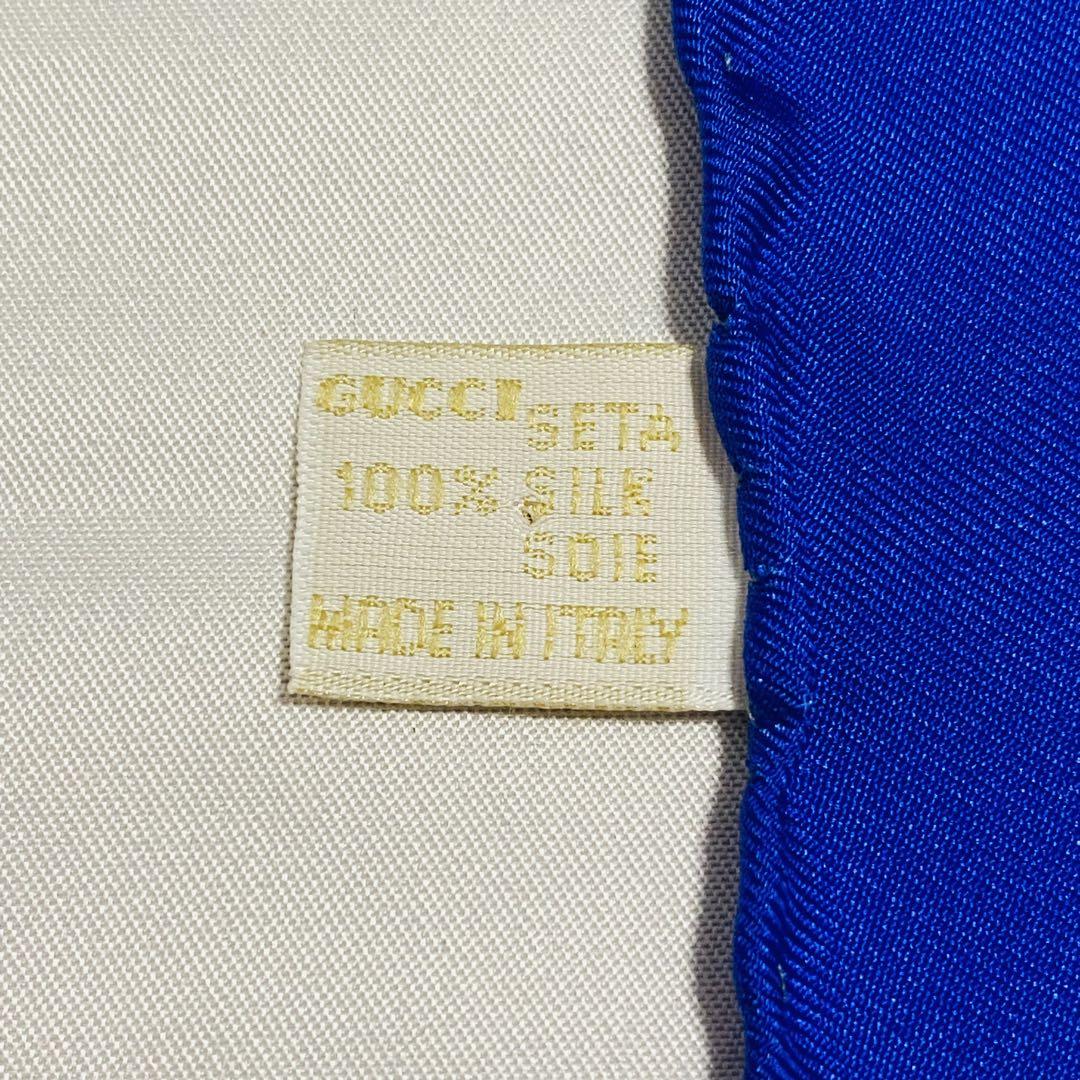 GUCCI
SETA
100% SILK
SOIE
MADE IN ITALY